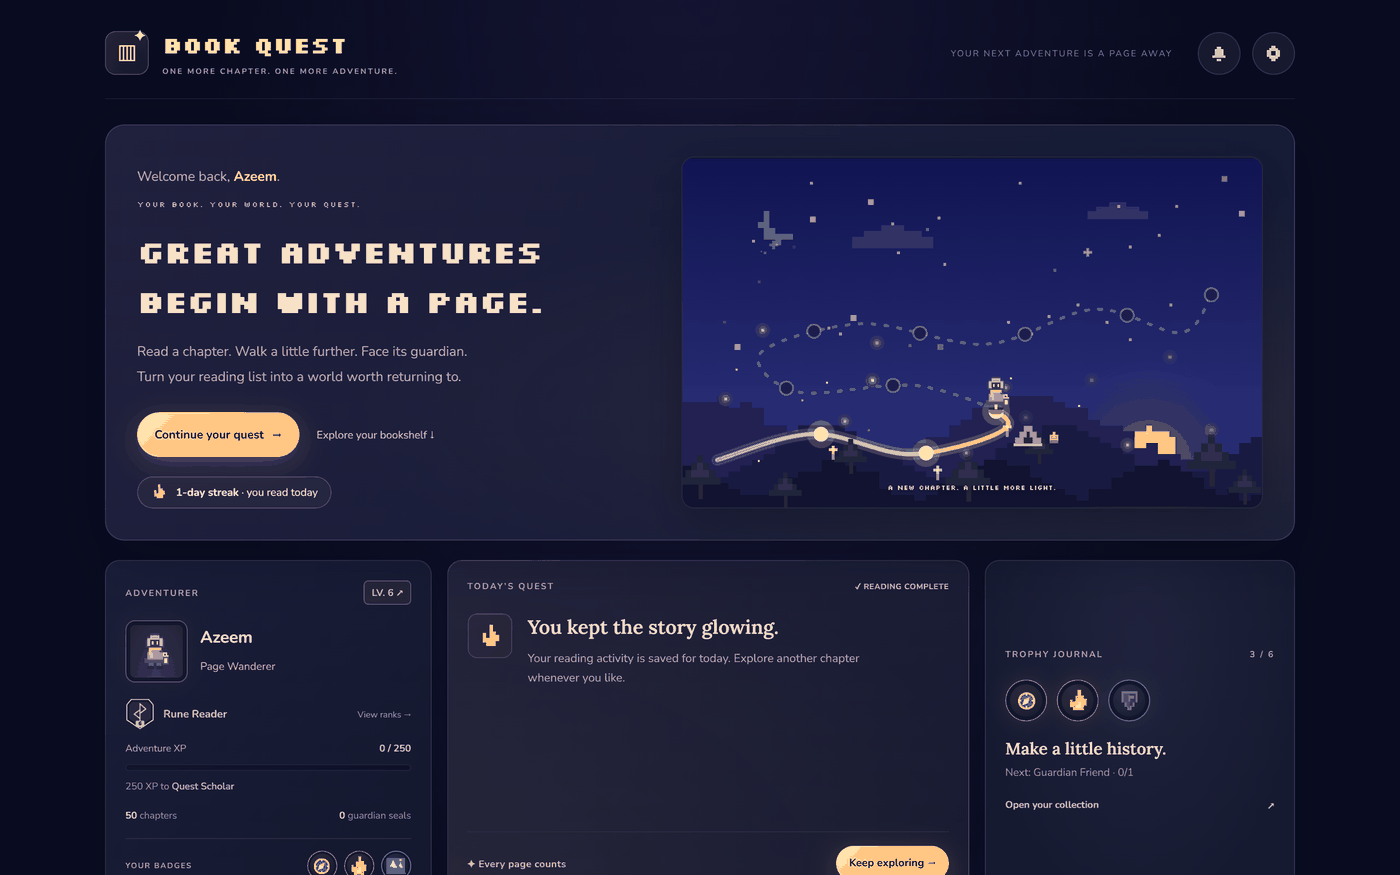 BOOK QUEST
ONE MORE CHAPTER. ONE MORE ADVENTURE.
YOUR NEXT ADVENTURE IS A PAGE AWAY
Welcome back, Azeem.
YOUR BOOK. YOUR WORLD. YOUR QUEST.
GREAT ADVENTURES
BEGIN WITH A PAGE.
Read a chapter. Walk a little further. Face its guardian.
Turn your reading list into a world worth returning to.
Continue your quest →
Explore your bookshelf ↓
1-day streak · you read today
A NEW CHAPTER. A LITTLE MORE LIGHT.
ADVENTURER
LV. 6 ↗
Azeem
Page Wanderer
Rune Reader
View ranks →
Adventure XP
0 / 250
250 XP to Quest Scholar
50 chapters
0 guardian seals
YOUR BADGES
TODAY'S QUEST
✓ READING COMPLETE
You kept the story glowing.
Your reading activity is saved for today. Explore another chapter
whenever you like.
✦ Every page counts
Keep exploring →
TROPHY JOURNAL
3 / 6
Make a little history.
Next: Guardian Friend · 0/1
Open your collection
↗